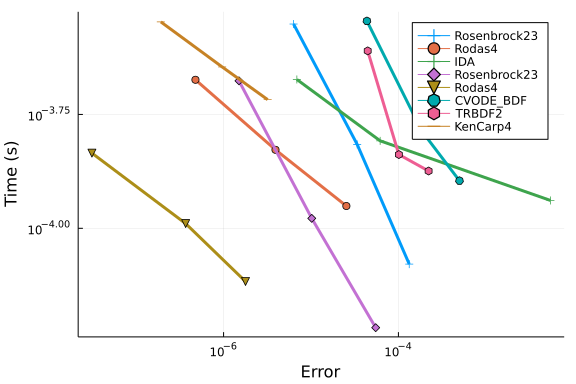 Rosenbrock23
Rodas4
IDA
Rosenbrock23
Rodas4
CVODE_BDF
TRBDF2
KenCarp4
10^-3.75
10^-4.00
Time (s)
10^-6
10^-4
Error